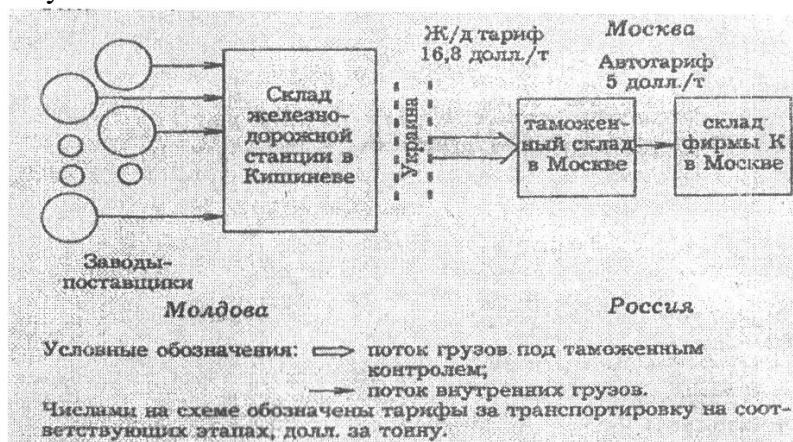 Ж/д тариф
16,8 долл./т
Москва
Автотариф
5 долл./т
Склад
железно-
дорожной
станции в
Кишиневе
Украина
таможен-
ный склад
в Москве
склад
фирмы К
в Москве
Заводы-
поставщики
Молдова
Россия
Условные обозначения: поток грузов под таможенным
контролем;
поток внутренних грузов.
Числами на схеме обозначены тарифы за транспортировку на соот-
ветствующих этапах, долл. за тонну.